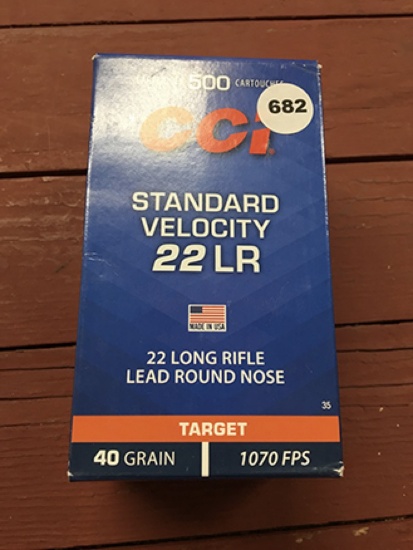 500 CARTOUCHES
682
CCI
STANDARD
VELOCITY
22 LR
MADE IN USA
22 LONG RIFLE
LEAD ROUND NOSE
35
TARGET
40 GRAIN
1070 FPS